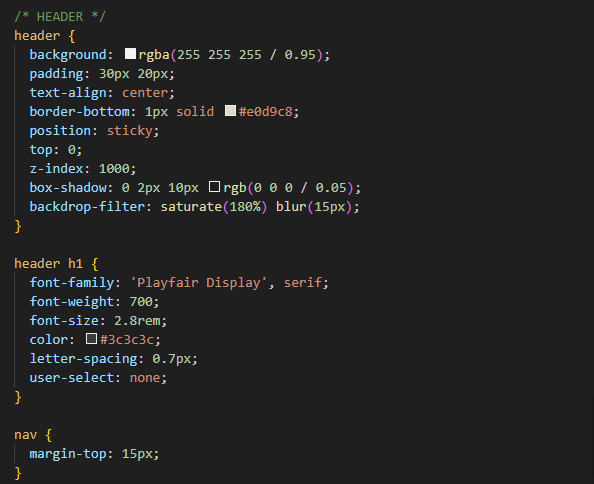 /* HEADER */
header {
  background: rgba(255 255 255 / 0.95);
  padding: 30px 20px;
  text-align: center;
  border-bottom: 1px solid #e0d9c8;
  position: sticky;
  top: 0;
  z-index: 1000;
  box-shadow: 0 2px 10px rgb(0 0 0 / 0.05);
  backdrop-filter: saturate(180%) blur(15px);
}

header h1 {
  font-family: 'Playfair Display', serif;
  font-weight: 700;
  font-size: 2.8rem;
  color: #3c3c3c;
  letter-spacing: 0.7px;
  user-select: none;
}

nav {
  margin-top: 15px;
}